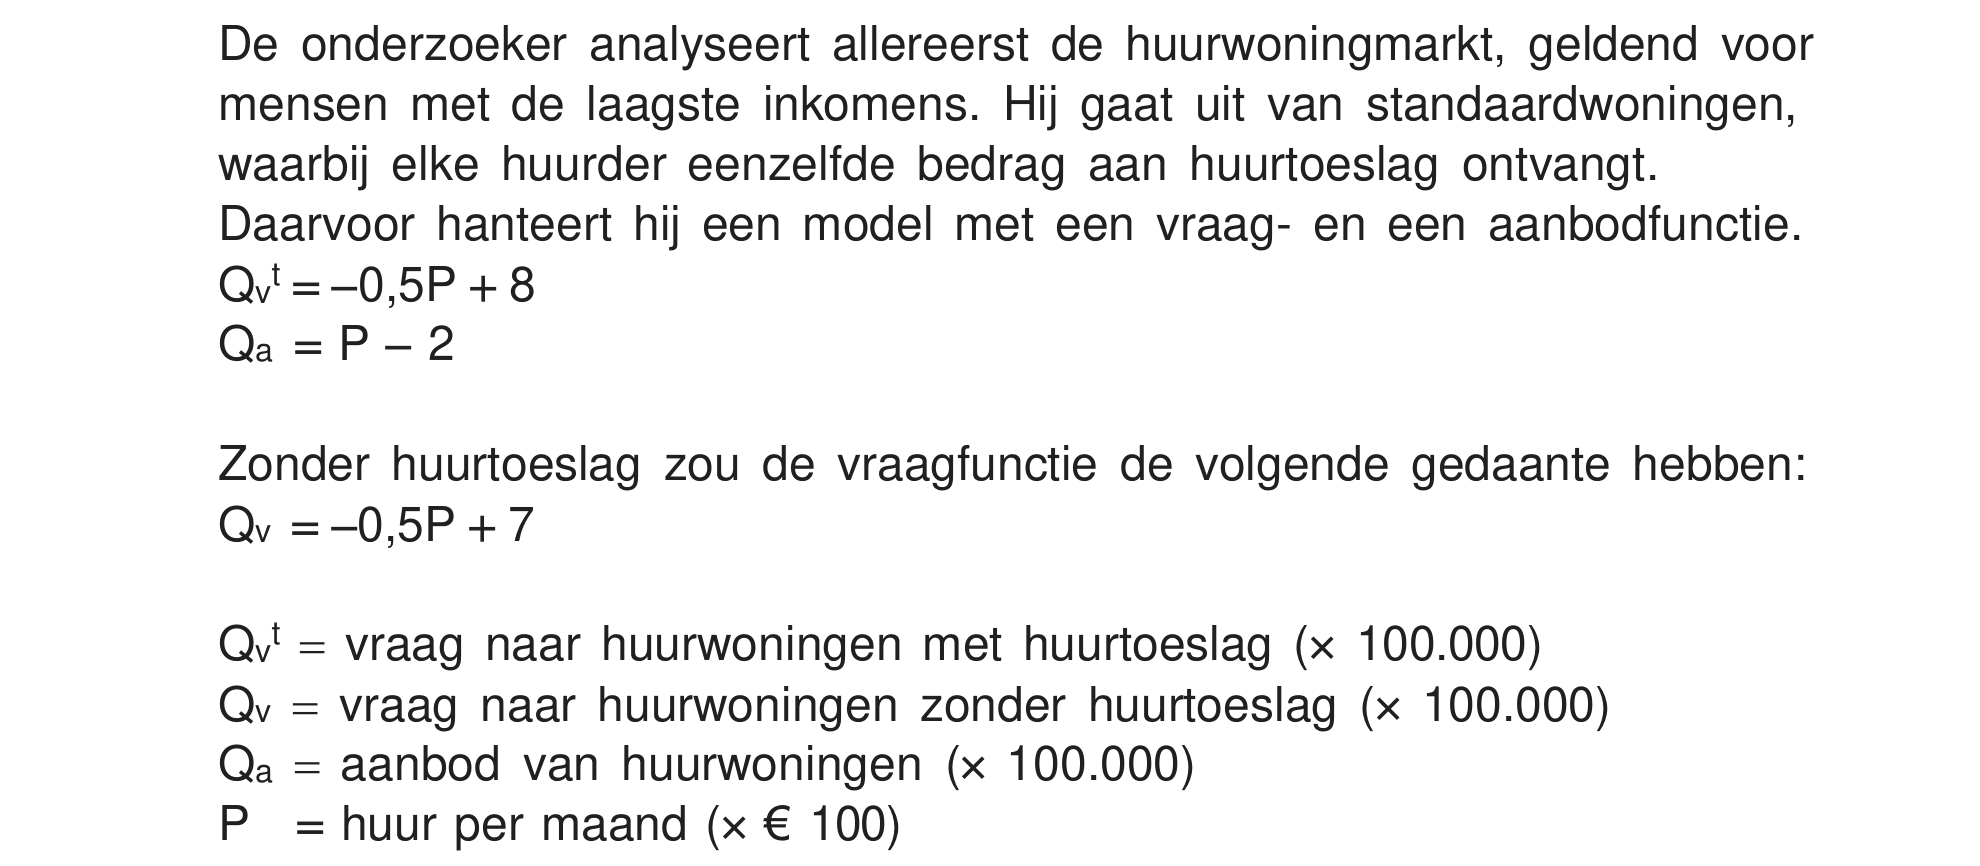 De onderzoeker analyseert allereerst de huurwoningmarkt, geldend voor
mensen met de laagste inkomens. Hij gaat uit van standaardwoningen,
waarbij elke huurder eenzelfde bedrag aan huurtoeslag ontvangt.
Daarvoor hanteert hij een model met een vraag- en een aanbodfunctie.
Qvᵗ = –0,5P + 8
Qa = P – 2
Zonder huurtoeslag zou de vraagfunctie de volgende gedaante hebben:
Qv = –0,5P + 7
Qvᵗ = vraag naar huurwoningen met huurtoeslag (× 100.000)
Qv = vraag naar huurwoningen zonder huurtoeslag (× 100.000)
Qa = aanbod van huurwoningen (× 100.000)
P = huur per maand (× € 100)